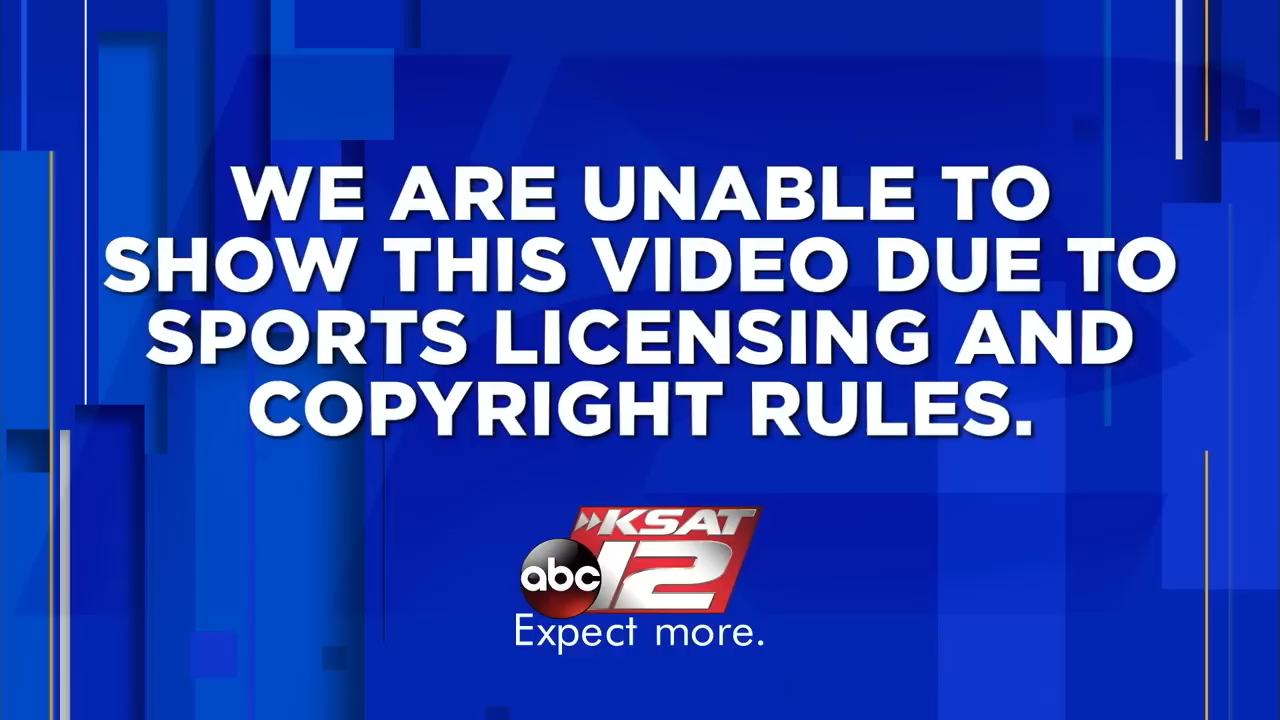 WE ARE UNABLE TO
SHOW THIS VIDEO DUE TO
SPORTS LICENSING AND
COPYRIGHT RULES.
KSAT
abc 12
Expect more.